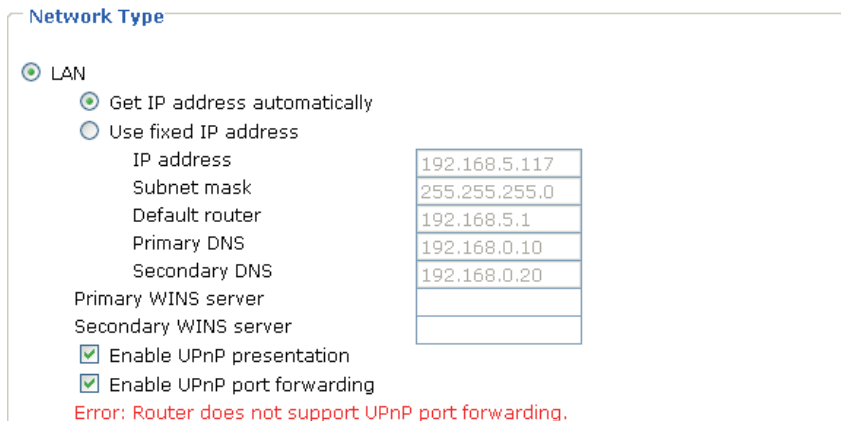 Network Type
LAN
Get IP address automatically
Use fixed IP address
IP address 192.168.5.117
Subnet mask 255.255.255.0
Default router 192.168.5.1
Primary DNS 192.168.0.10
Secondary DNS 192.168.0.20
Primary WINS server
Secondary WINS server
Enable UPnP presentation
Enable UPnP port forwarding
Error: Router does not support UPnP port forwarding.